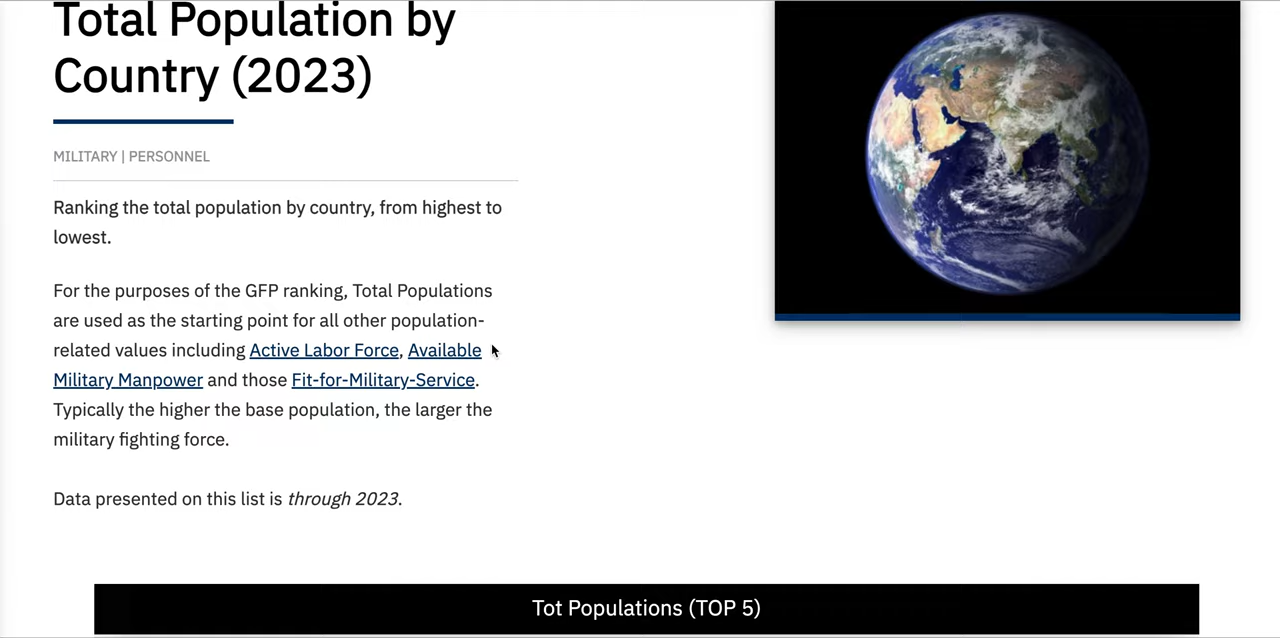 Total Population by
Country (2023)
MILITARY | PERSONNEL
Ranking the total population by country, from highest to
lowest.
For the purposes of the GFP ranking, Total Populations
are used as the starting point for all other population-
related values including Active Labor Force, Available
Military Manpower and those Fit-for-Military-Service.
Typically the higher the base population, the larger the
military fighting force.
Data presented on this list is through 2023.
Tot Populations (TOP 5)